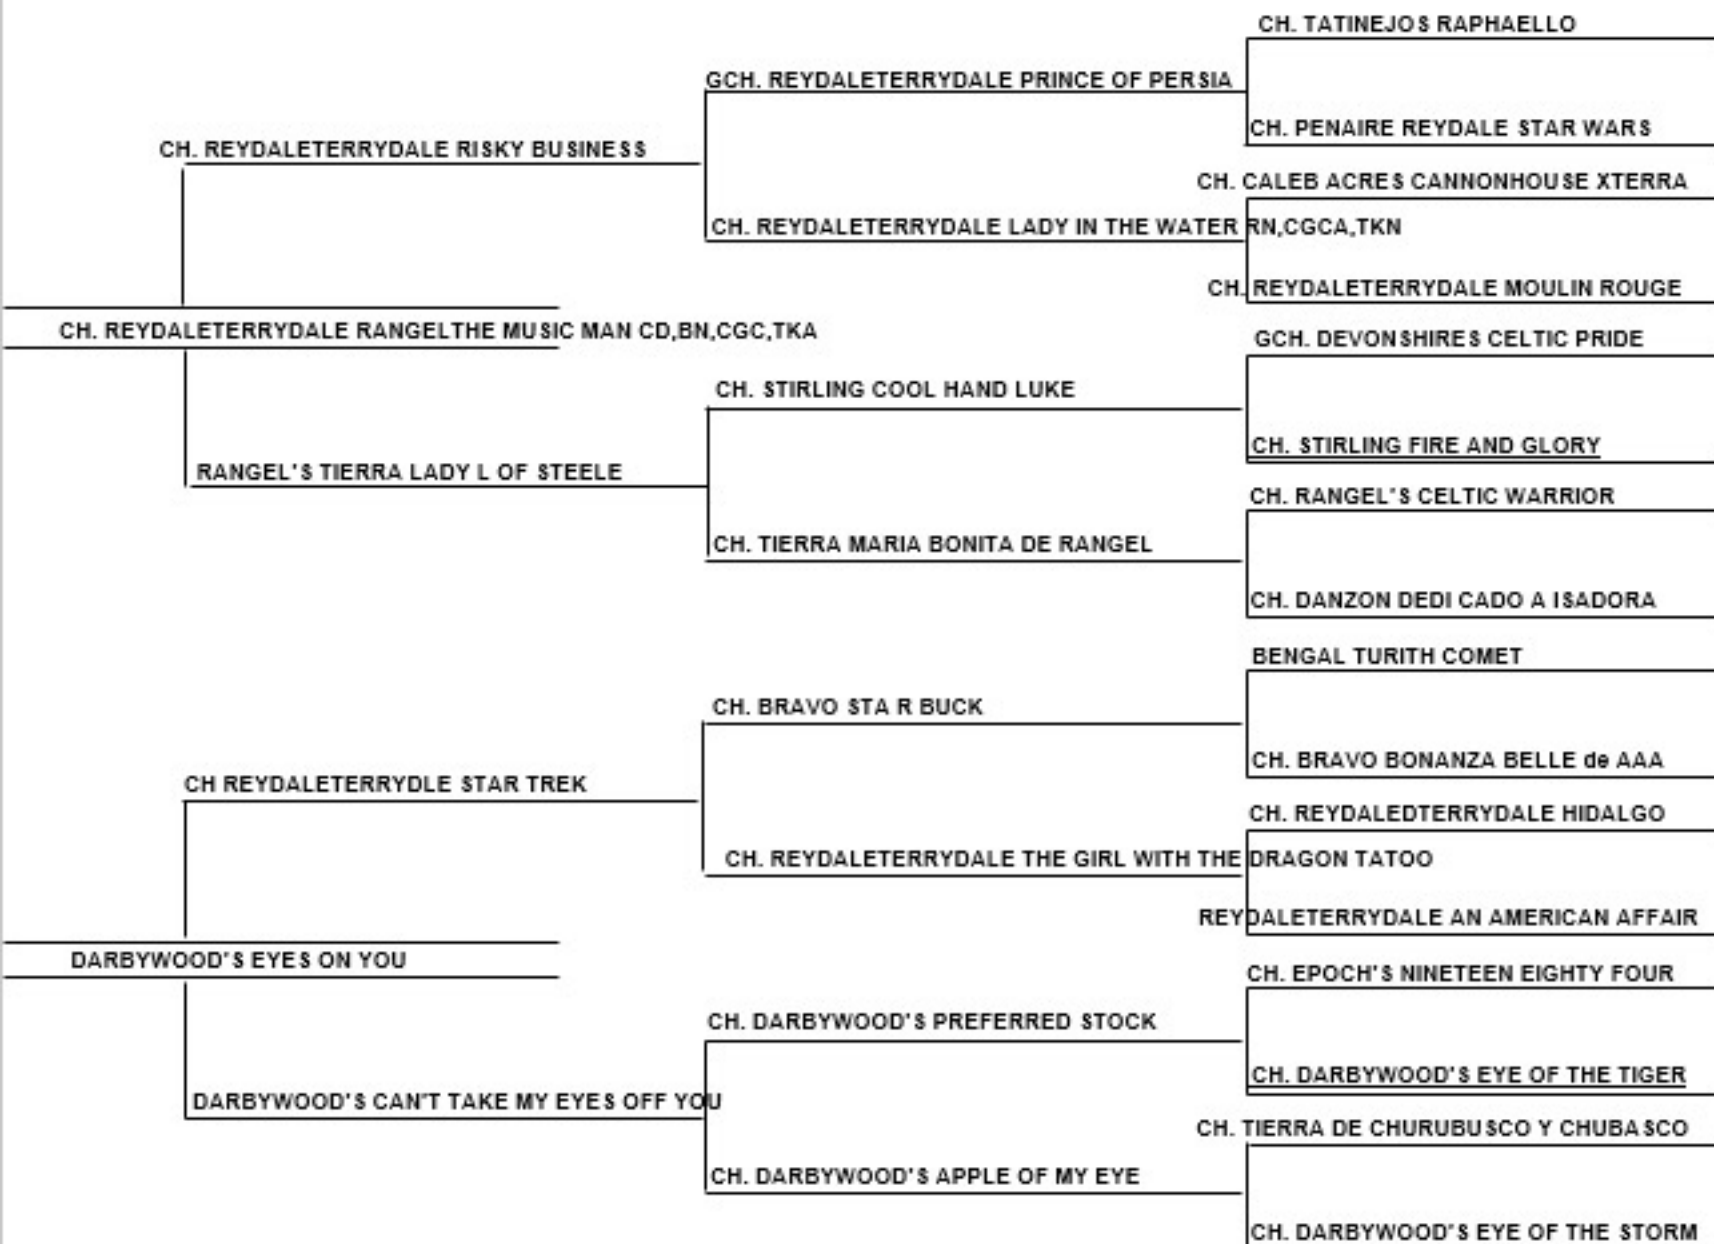 CH. TATINEJOS RAPHAELLO
GCH. REYDALETERRYDALE PRINCE OF PERSIA
CH. PENAIRE REYDALE STAR WARS
CH. REYDALETERRYDALE RISKY BUSINESS
CH. CALEB ACRES CANNONHOUSE XTERRA
CH. REYDALETERRYDALE LADY IN THE WATER RN,CGCA,TKN
CH. REYDALETERRYDALE MOULIN ROUGE
CH. REYDALETERRYDALE RANGELTHE MUSIC MAN CD,BN,CGC,TKA
GCH. DEVONSHIRES CELTIC PRIDE
CH. STIRLING COOL HAND LUKE
CH. STIRLING FIRE AND GLORY
RANGEL'S TIERRA LADY L OF STEELE
CH. RANGEL'S CELTIC WARRIOR
CH. TIERRA MARIA BONITA DE RANGEL
CH. DANZON DEDI CADO A ISADORA
BENGAL TURITH COMET
CH. BRAVO STA R BUCK
CH. BRAVO BONANZA BELLE de AAA
CH REYDALETERRYDLE STAR TREK
CH. REYDALEDTERRYDALE HIDALGO
CH. REYDALETERRYDALE THE GIRL WITH THE DRAGON TATOO
REYDALETERRYDALE AN AMERICAN AFFAIR
DARBYWOOD'S EYES ON YOU
CH. EPOCH'S NINETEEN EIGHTY FOUR
CH. DARBYWOOD'S PREFERRED STOCK
CH. DARBYWOOD'S EYE OF THE TIGER
DARBYWOOD'S CAN'T TAKE MY EYES OFF YOU
CH. TIERRA DE CHURUBUSCO Y CHUBASCO
CH. DARBYWOOD'S APPLE OF MY EYE
CH. DARBYWOOD'S EYE OF THE STORM